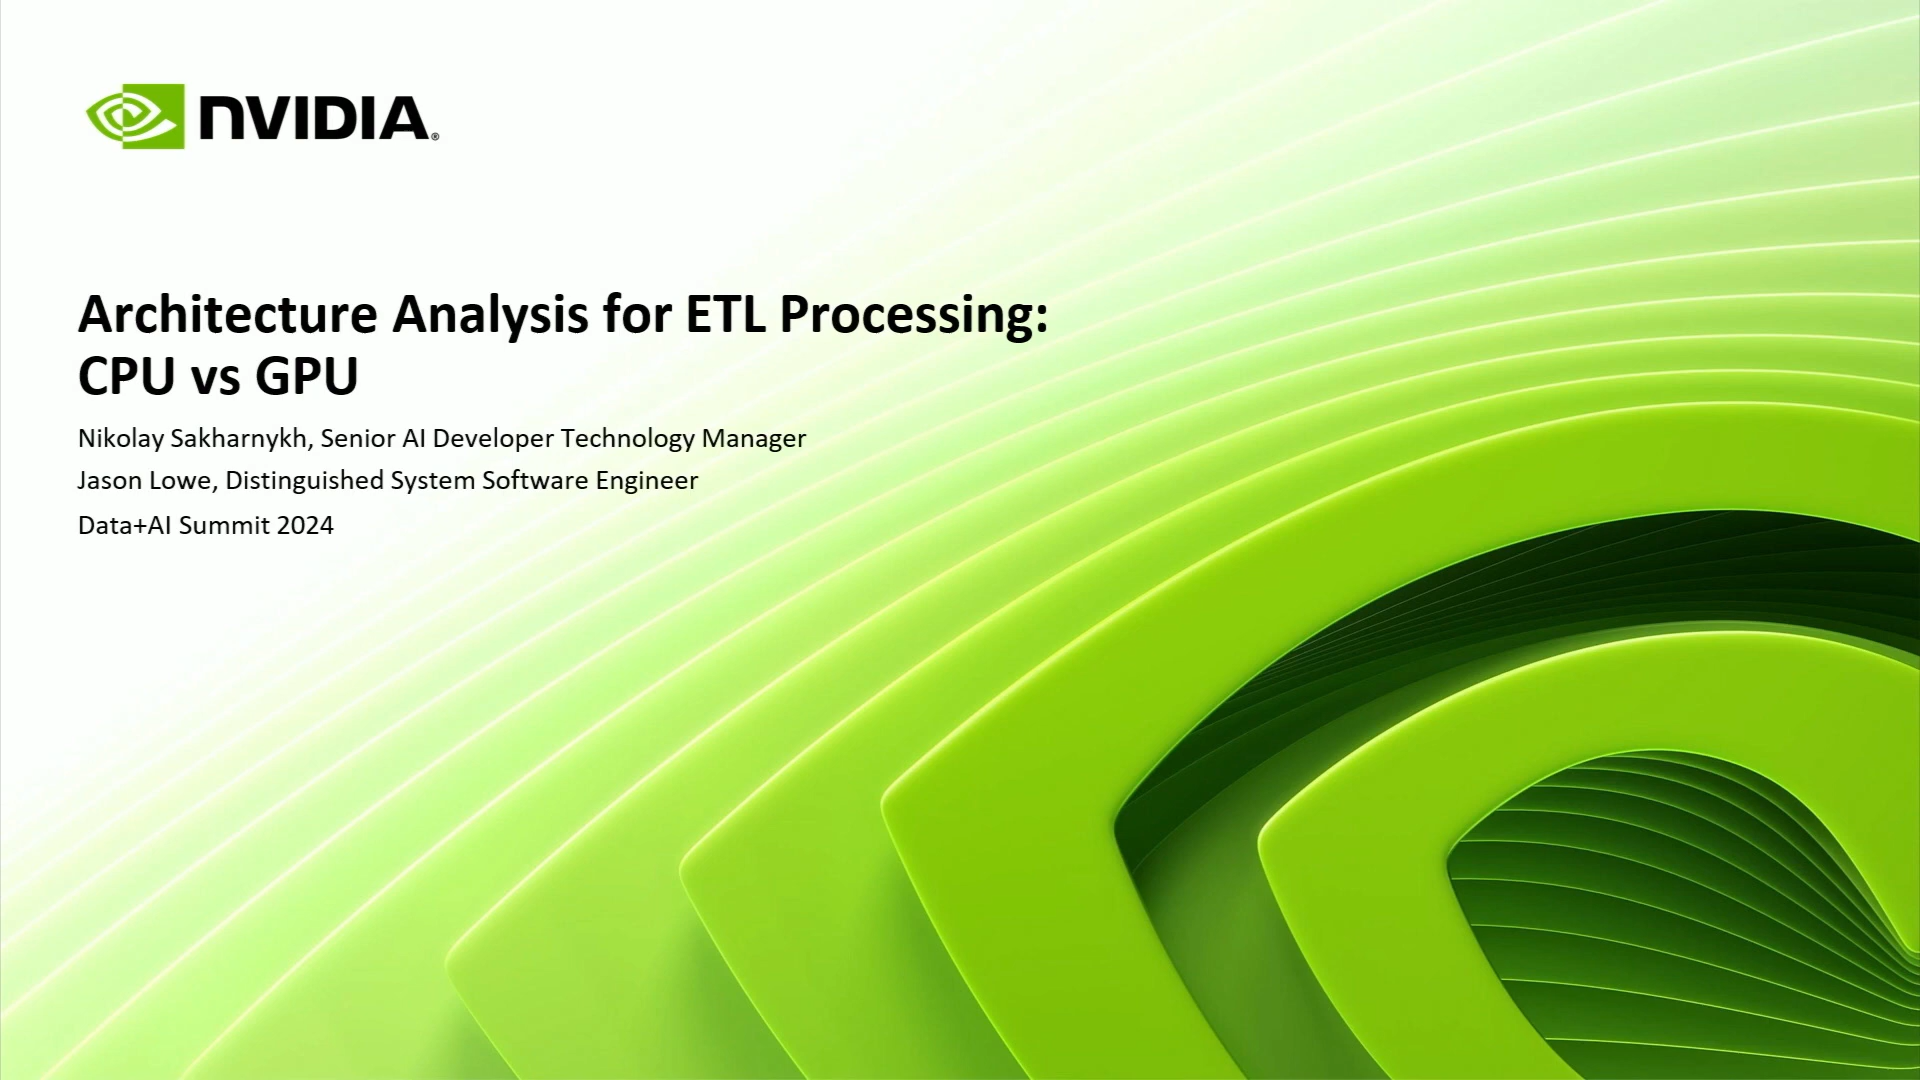 NVIDIA®
Architecture Analysis for ETL Processing:
CPU vs GPU
Nikolay Sakharnykh, Senior AI Developer Technology Manager
Jason Lowe, Distinguished System Software Engineer
Data+AI Summit 2024